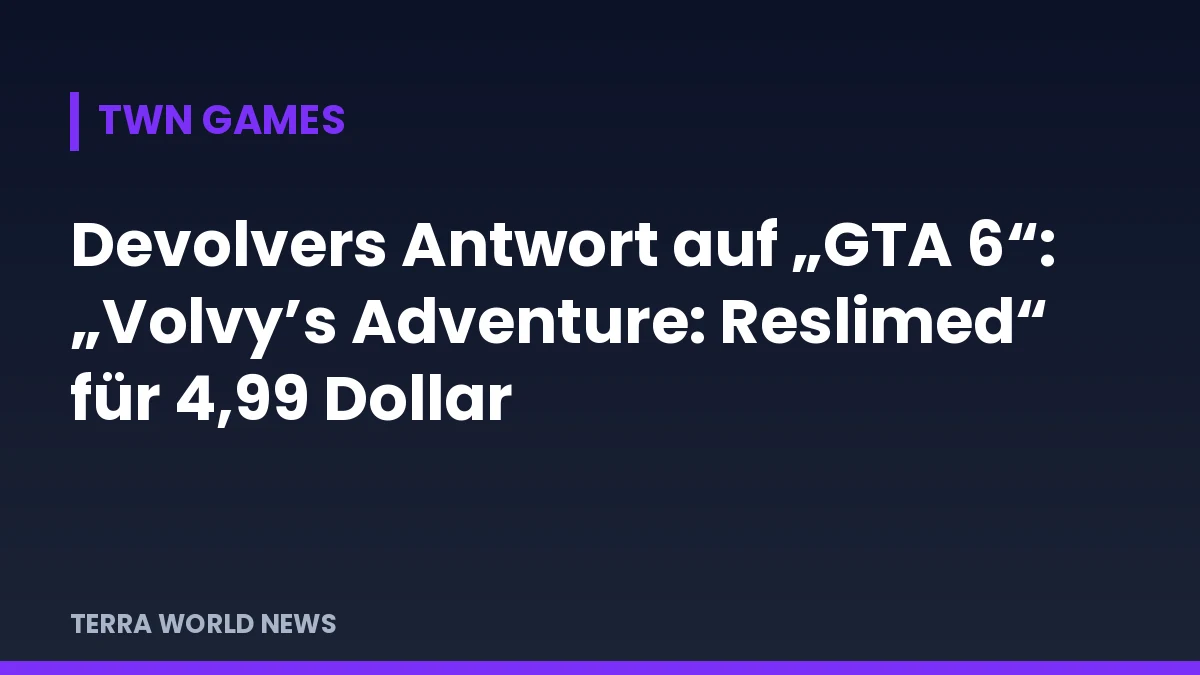 TWN GAMES
Devolvers Antwort auf „GTA 6“:
„Volvy’s Adventure: Reslimed“
für 4,99 Dollar
TERRA WORLD NEWS